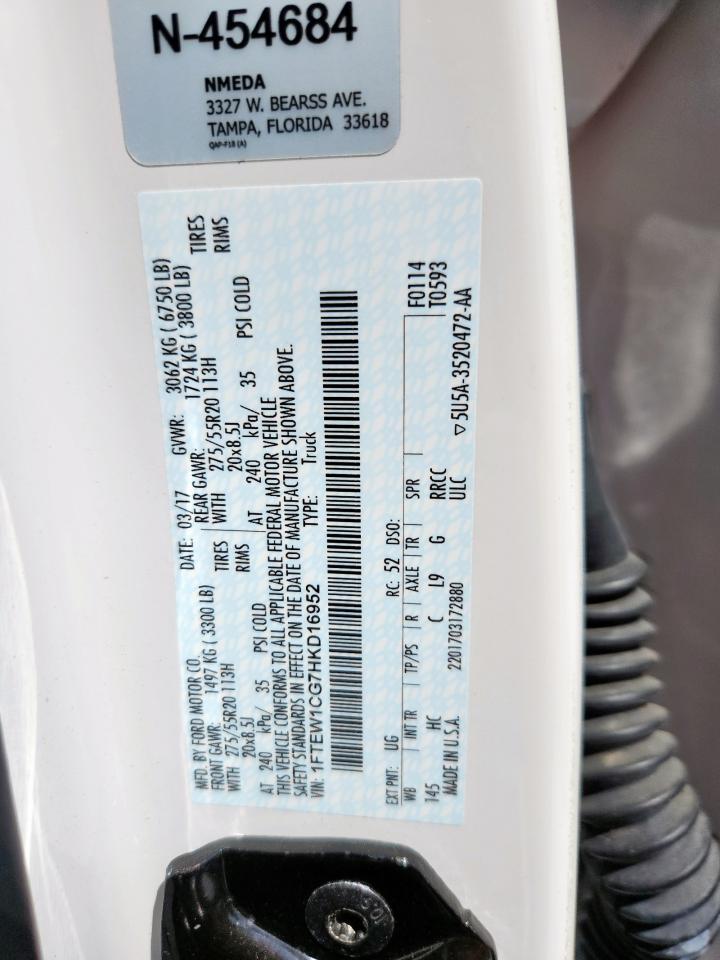 N-454684
NMEDA
3327 W. BEARSS AVE.
TAMPA, FLORIDA 33618
QAP-F18 (A)
MFD. BY FORD MOTOR CO.
DATE: 03/17 GVWR: 3062 KG ( 6750 LB)
FRONT GAWR: 1497 KG ( 3300 LB) REAR GAWR: 1724 KG ( 3800 LB)
WITH 275/55R20 113H TIRES WITH 275/55R20 113H TIRES
20x8.5J RIMS 20x8.5J RIMS
AT 240 kPa/ 35 PSI COLD AT 240 kPa/ 35 PSI COLD
THIS VEHICLE CONFORMS TO ALL APPLICABLE FEDERAL MOTOR VEHICLE
SAFETY STANDARDS IN EFFECT ON THE DATE OF MANUFACTURE SHOWN ABOVE.
VIN: 1FTEW1CG7HKD16952 TYPE: Truck
EXT PNT: UG RC: 52 DSO: F0114
WB INT TR TP/PS R AXLE TR SPR T0593
145 HC C L9 G RRCC ▽5U5A-3520472-AA
MADE IN U.S.A. 2201703172880 ULC
10.9